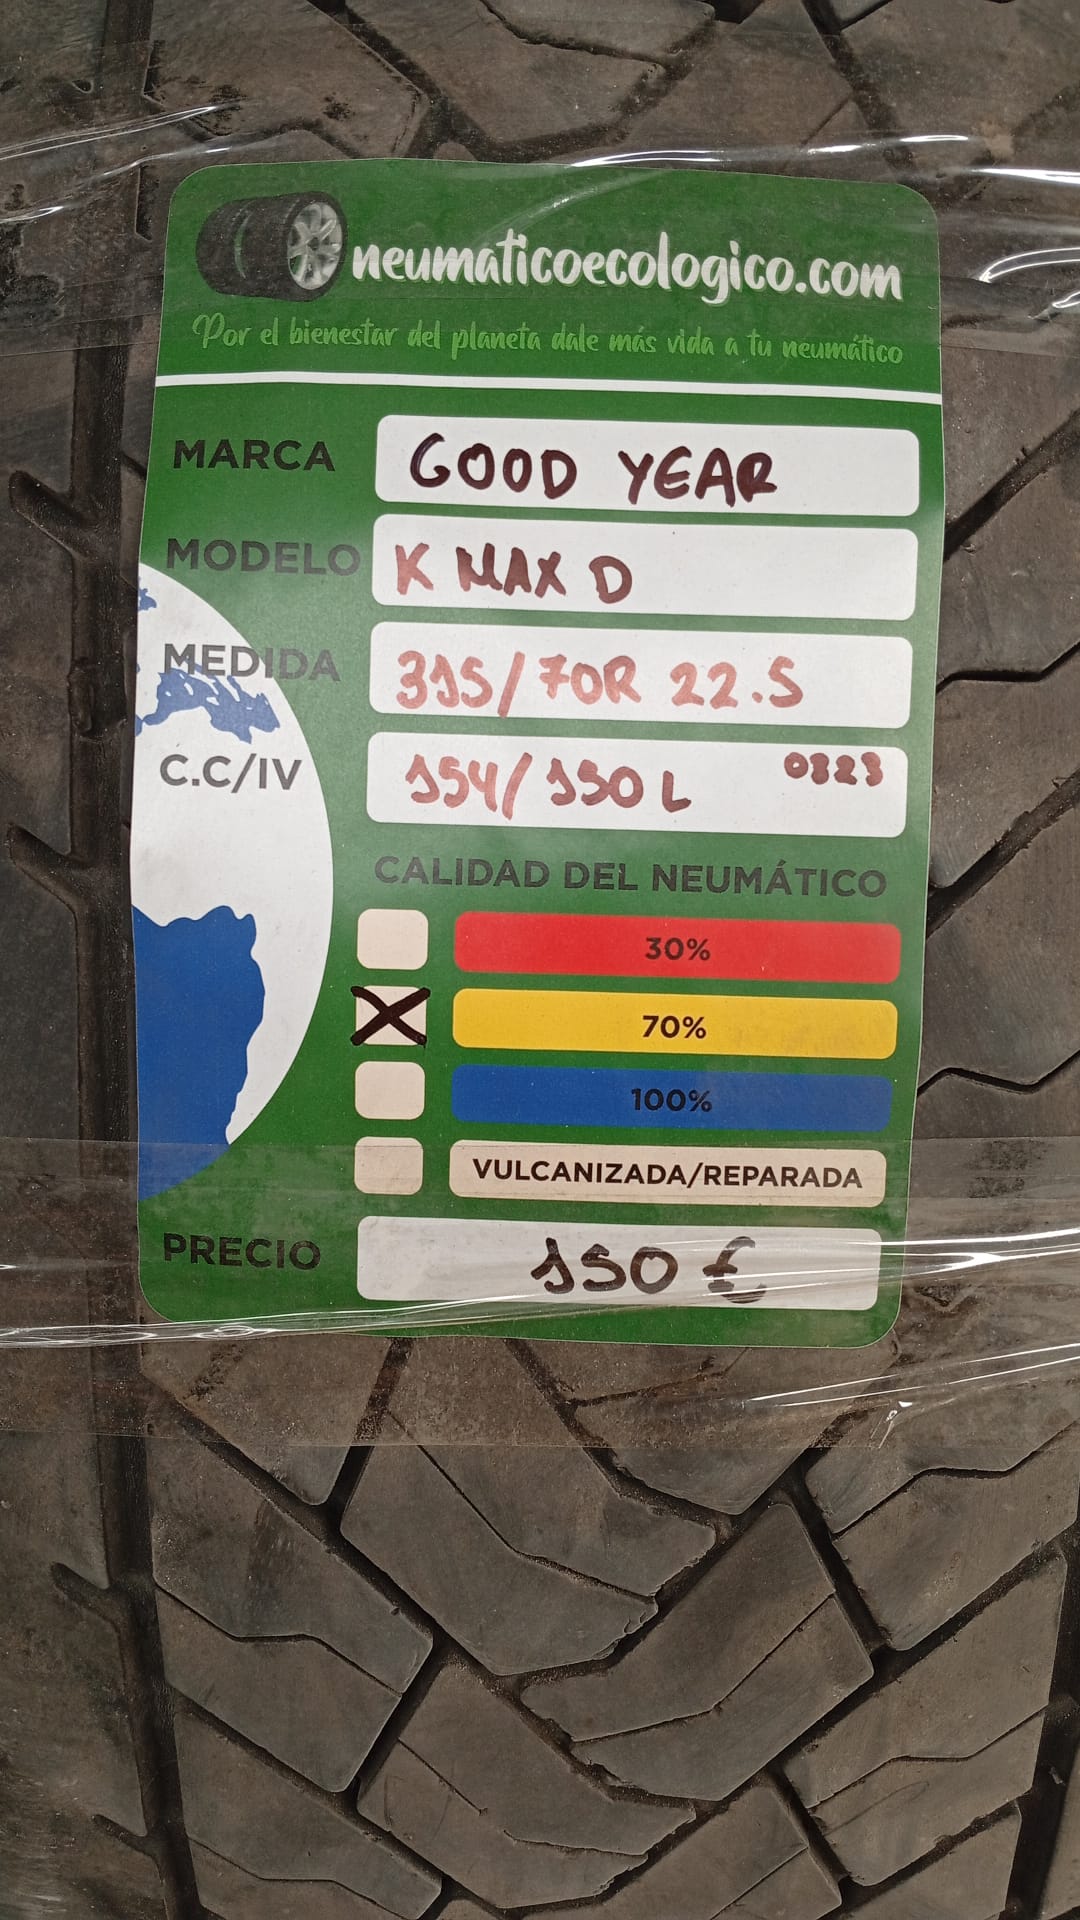 neumaticoecologico.com
Por el bienestar del planeta dale más vida a tu neumático
MARCA GOOD YEAR
MODELO K MAX D
MEDIDA 315/70R 22.5
C.C/IV 154/150 L 0323
CALIDAD DEL NEUMÁTICO
30%
X 70%
100%
VULCANIZADA/REPARADA
PRECIO 150 €